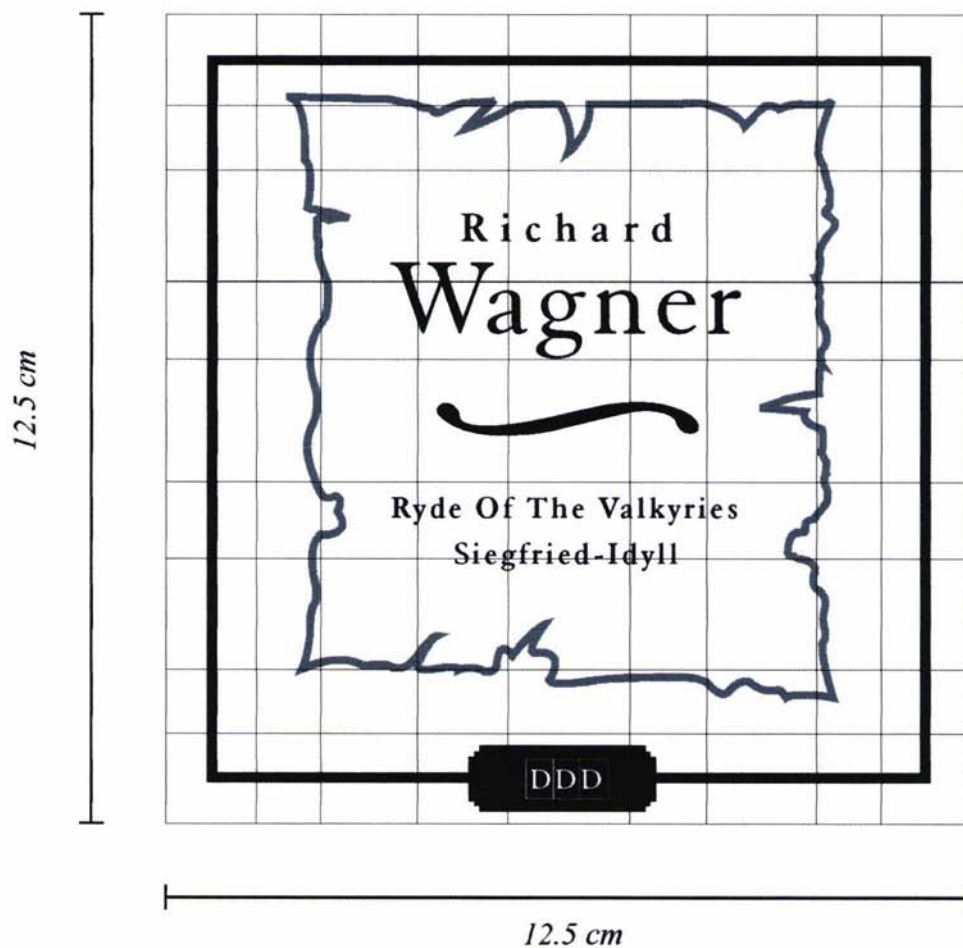 Richard
Wagner
12.5 cm
Ryde Of The Valkyries
Siegfried-Idyll
DDD
12.5 cm